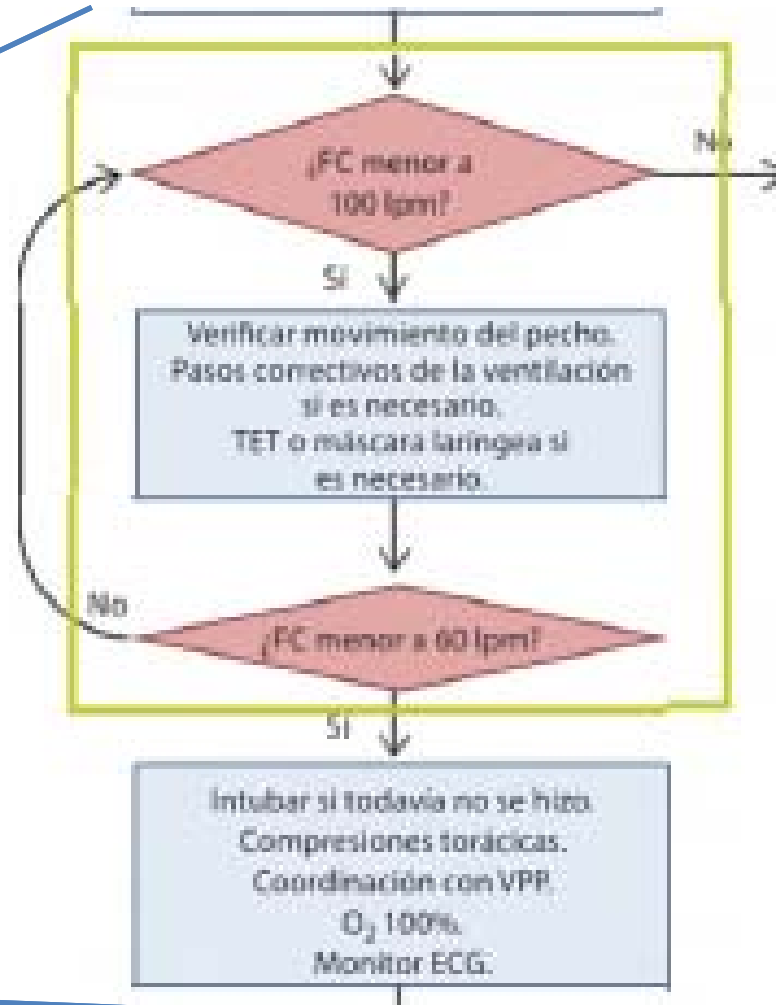 ¿FC menor a
100 lpm?
No
Sí
Verificar movimiento del pecho.
Pasos correctivos de la ventilación
si es necesario.
TET o máscara laríngea si
es necesario.
No
¿FC menor a 60 lpm?
Sí
Intubar si todavía no se hizo.
Compresiones torácicas.
Coordinación con VPP.
O₂ 100%.
Monitor ECG.